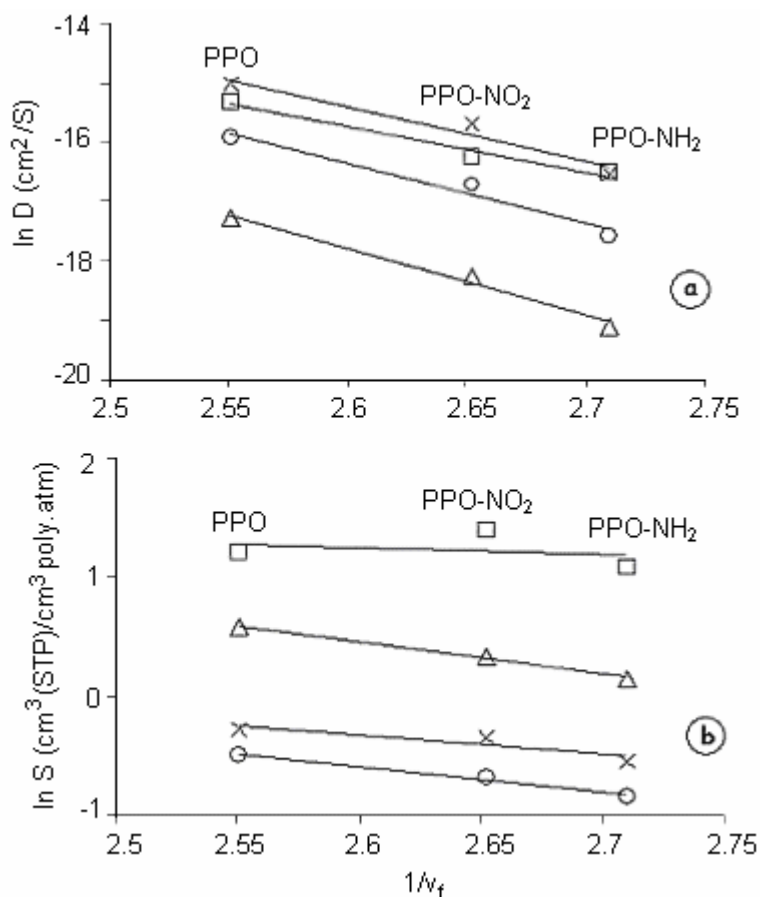 -14
PPO
PPO-NO₂
-16
PPO-NH₂
ln D (cm²/S)
-18
a
-20
2.5 2.55 2.6 2.65 2.7 2.75
2
PPO
PPO-NO₂
PPO-NH₂
1
ln S (cm³(STP)/cm³ poly.atm)
0
b
-1
2.5 2.55 2.6 2.65 2.7 2.75
1/v_f